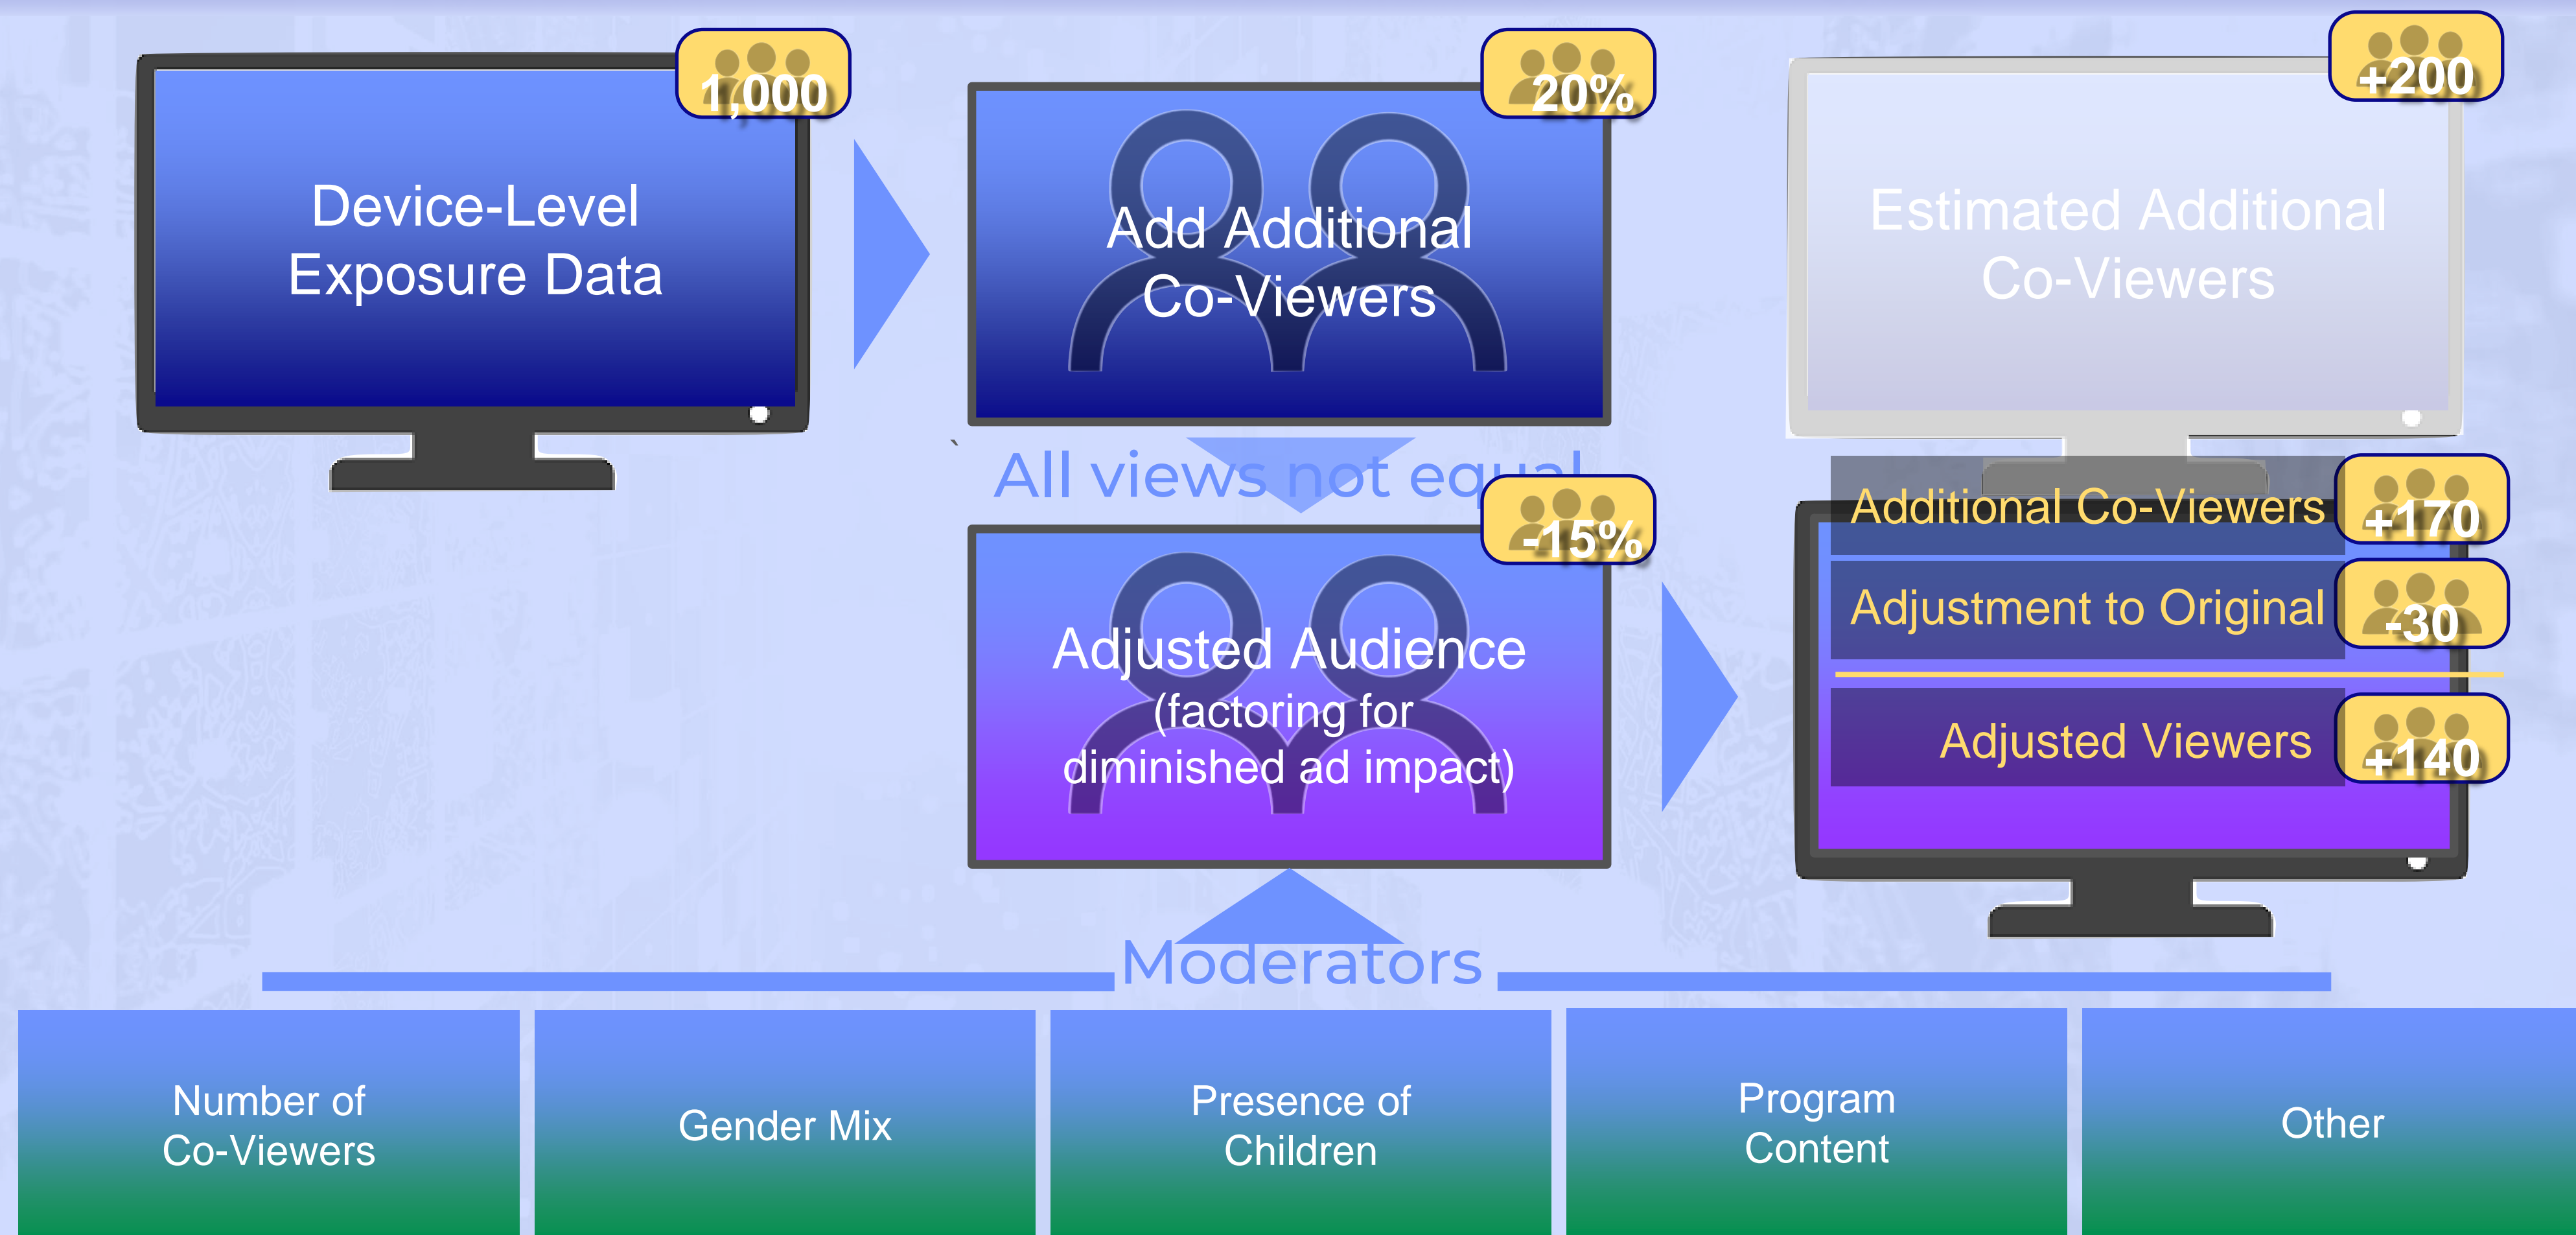 1,000
Device-Level
Exposure Data
20%
Add Additional
Co-Viewers
+200
Estimated Additional
Co-Viewers
`
All views not equal
-15%
Adjusted Audience
(factoring for
diminished ad impact)
Additional Co-Viewers +170
Adjustment to Original -30
Adjusted Viewers +140
Moderators
Number of
Co-Viewers
Gender Mix
Presence of
Children
Program
Content
Other